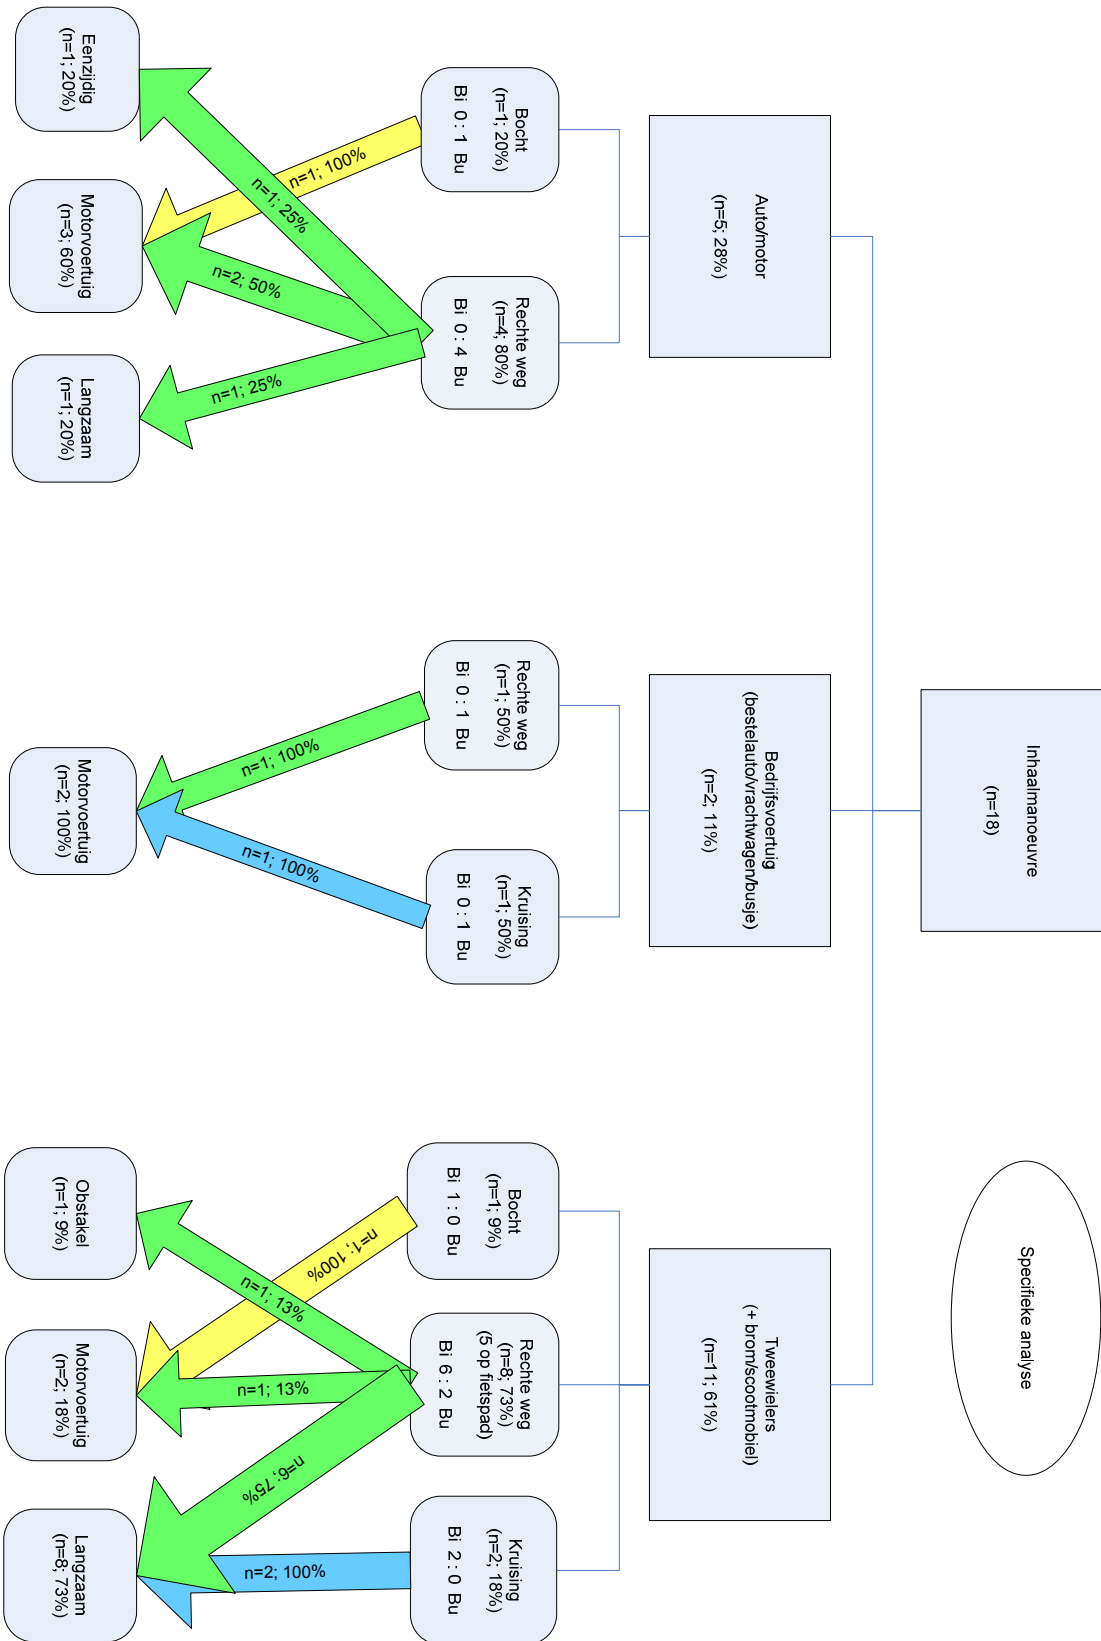 Specifieke analyse
Inhaalmanoeuvre
(n=18)
Auto/motor
(n=5; 28%)
Bedrijfsvoertuig
(bestelauto/vrachtwagen/busje)
(n=2; 11%)
Tweewielers
(+ brom/scootmobiel)
(n=11; 61%)
Bocht
(n=1; 20%)
Bi 0 : 1 Bu
Rechte weg
(n=4; 80%)
Bi 0 : 4 Bu
Rechte weg
(n=1; 50%)
Bi 0 : 1 Bu
Kruising
(n=1; 50%)
Bi 0 : 1 Bu
Bocht
(n=1; 9%)
Bi 1 : 0 Bu
Rechte weg
(n=8; 73%)
(5 op fietspad)
Bi 6 : 2 Bu
Kruising
(n=2; 18%)
Bi 2 : 0 Bu
n=1; 100%
n=1; 25%
n=2; 50%
n=1; 25%
n=1; 100%
n=1; 100%
n=1; 100%
n=1; 13%
n=1; 13%
n=6; 75%
n=2; 100%
Eenzijdig
(n=1; 20%)
Motorvoertuig
(n=3; 60%)
Langzaam
(n=1; 20%)
Motorvoertuig
(n=2; 100%)
Obstakel
(n=1; 9%)
Motorvoertuig
(n=2; 18%)
Langzaam
(n=8; 73%)